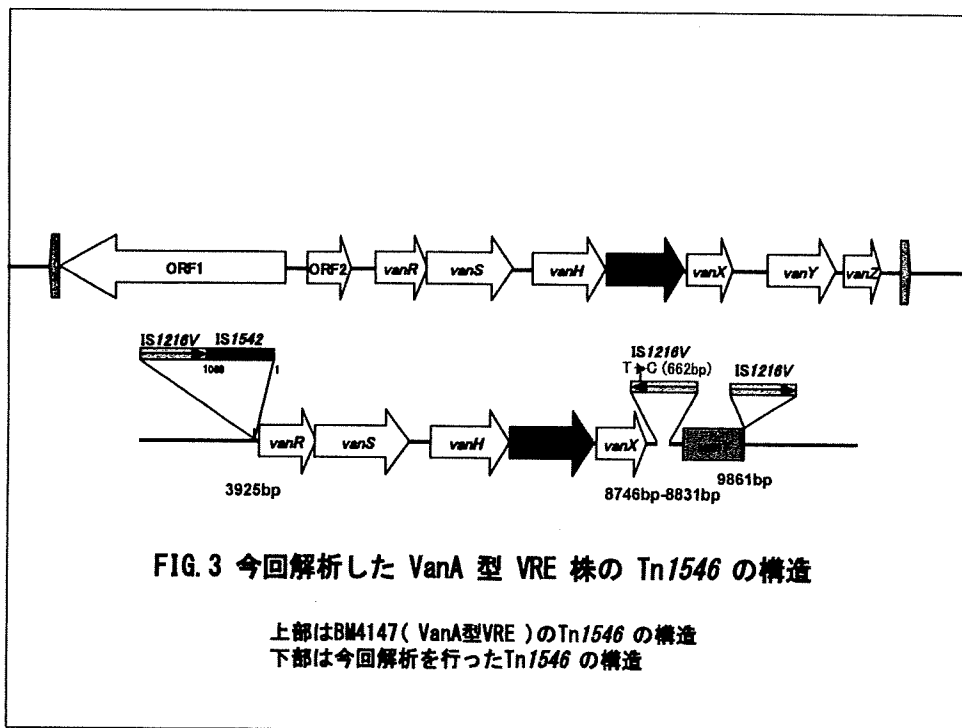 ORF1 ORF2 vanR vanS vanH vanX vanY vanZ
IS1216V IS1542
1088 1
IS1216V
T▶C (662bp)
IS1216V
vanR vanS vanH vanX
3925bp
8746bp-8831bp
9861bp
FIG.3 今回解析した VanA 型 VRE 株の Tn1546 の構造
上部はBM4147( VanA型VRE )のTn1546 の構造
下部は今回解析を行ったTn1546 の構造